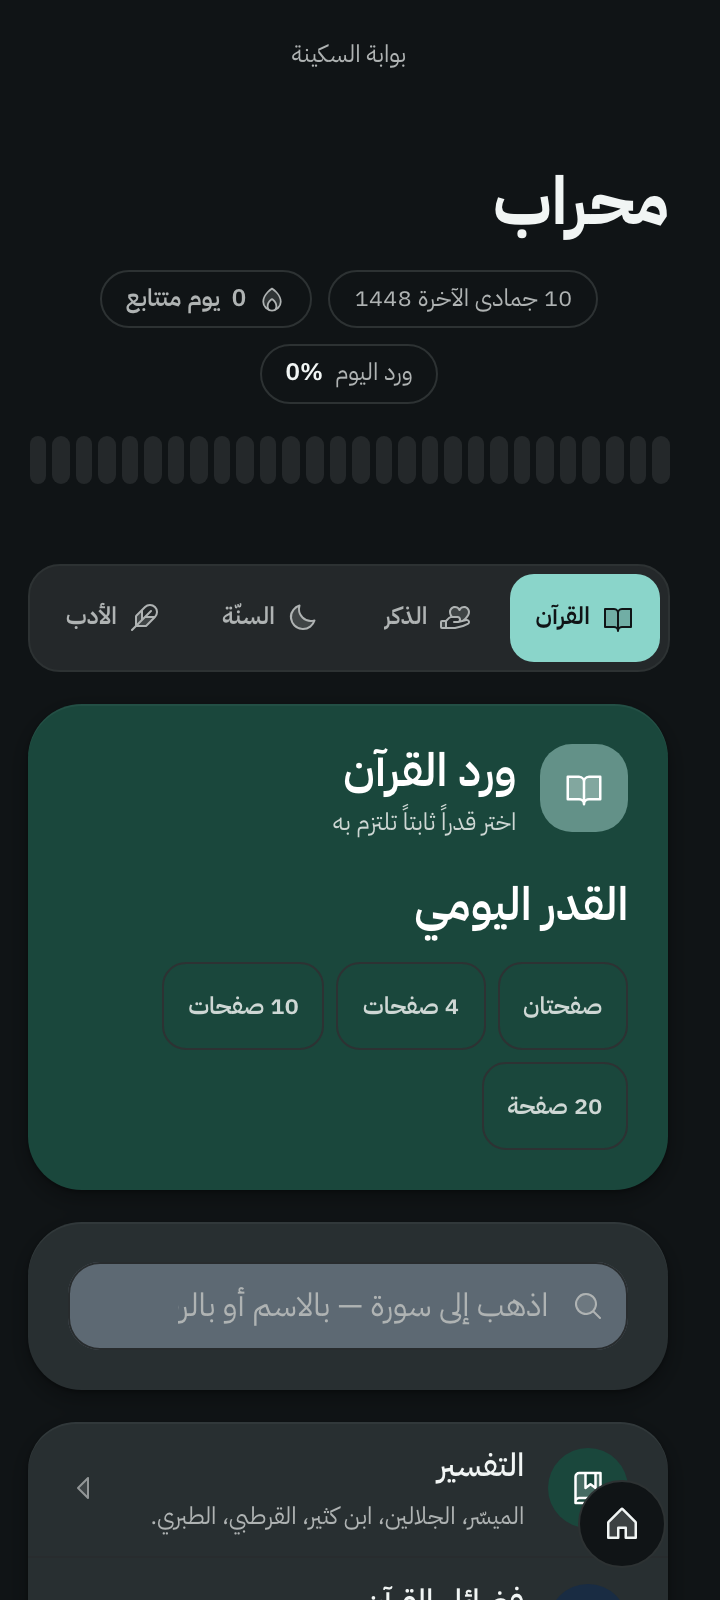 بوابة السكينة
محراب
10 جمادى الآخرة 1448
0 يوم متتابع
ورد اليوم 0%
القرآن
الذكر
السنّة
الأدب
ورد القرآن
اختر قدراً ثابتاً تلتزم به
القدر اليومي
صفحتان
4 صفحات
10 صفحات
20 صفحة
اذهب إلى سورة — بالاسم أو بالر
التفسير
الميسّر، الجلالين، ابن كثير، القرطبي، الطبري.